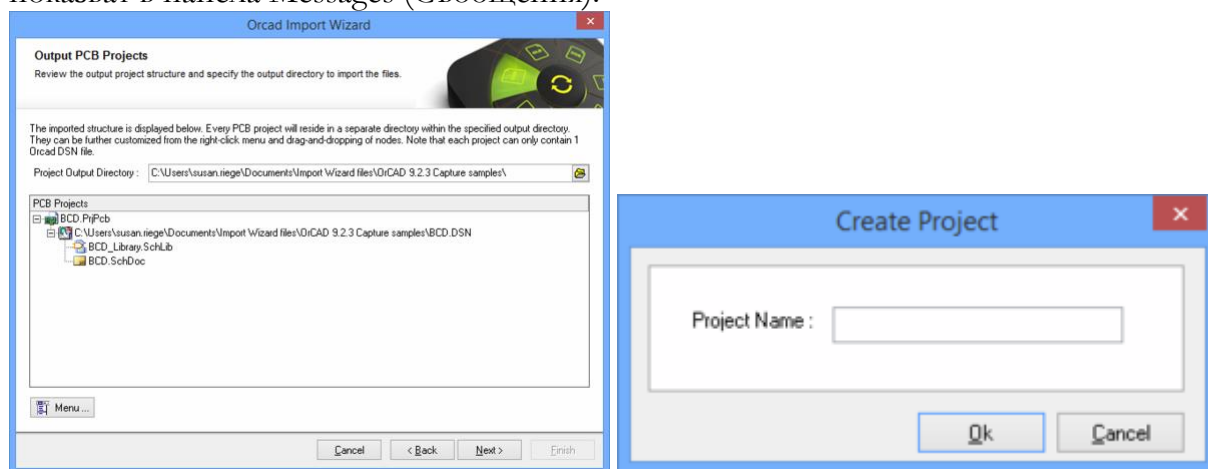 показват в панела Messages (Съобщения).
Orcad Import Wizard
Output PCB Projects
Review the output project structure and specify the output directory to import the files.
The imported structure is displayed below. Every PCB project will reside in a separate directory within the specified output directory.
They can be further customized from the right-click menu and drag-and-dropping of nodes. Note that each project can only contain 1
Orcad DSN file.
Project Output Directory : C:\Users\susan.riege\Documents\Import Wizard files\OrCAD 9.2.3 Capture samples\
PCB Projects
BCD.PrjPcb
C:\Users\susan.riege\Documents\Import Wizard files\OrCAD 9.2.3 Capture samples\BCD.DSN
BCD_Library.SchLib
BCD.SchDoc
Menu ...
Cancel < Back Next > Finish
Create Project
Project Name :
Ok Cancel